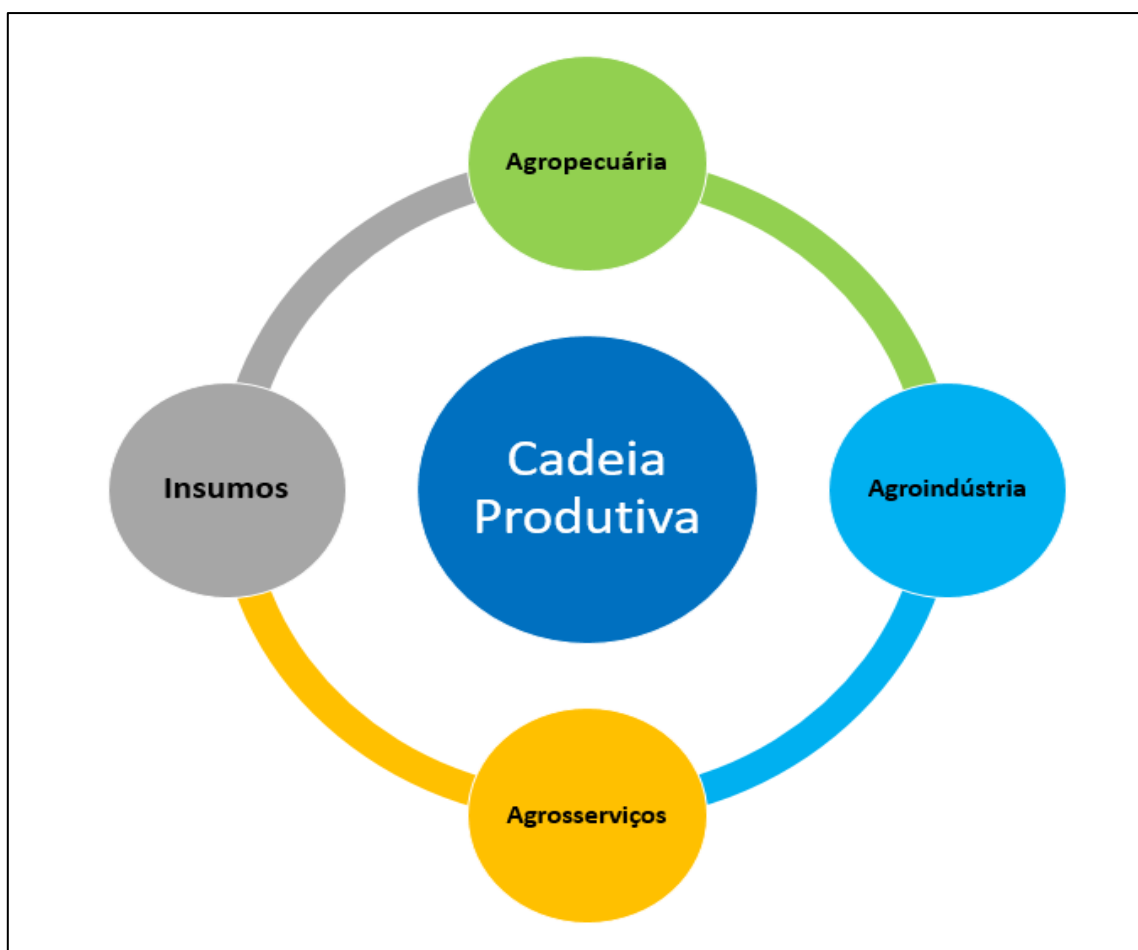 Agropecuária
Cadeia
Produtiva
Insumos
Agroindústria
Agrosserviços